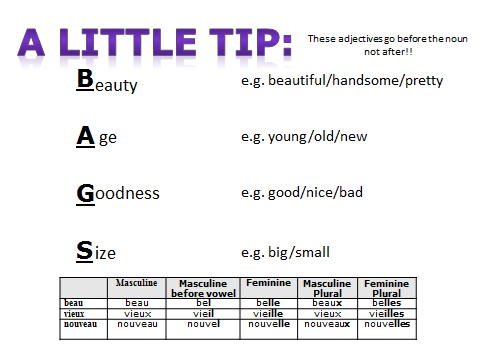 A LITTLE TIP:
These adjectives go before the noun
not after!!
Beauty e.g. beautiful/handsome/pretty
Age e.g. young/old/new
Goodness e.g. good/nice/bad
Size e.g. big/small
Masculine Masculine before vowel Feminine Masculine Plural Feminine Plural
beau beau bel belle beaux belles
vieux vieux vieil vieille vieux vieilles
nouveau nouveau nouvel nouvelle nouveaux nouvelles